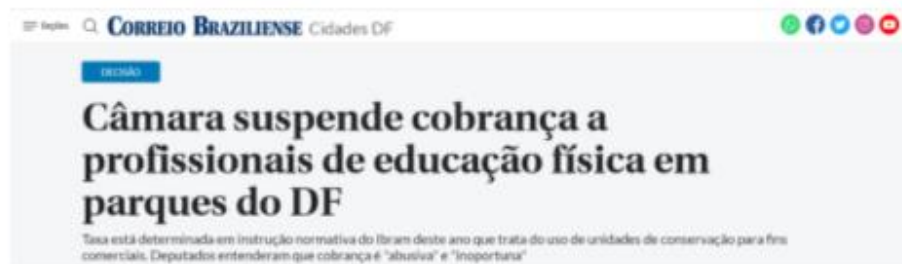 Seções CORREIO BRAZILIENSE Cidades DF
DECISÃO
Câmara suspende cobrança a
profissionais de educação física em
parques do DF
Taxa está determinada em instrução normativa do Ibram deste ano que trata do uso de unidades de conservação para fins
comerciais. Deputados entenderam que cobrança é "abusiva" e "inoportuna"